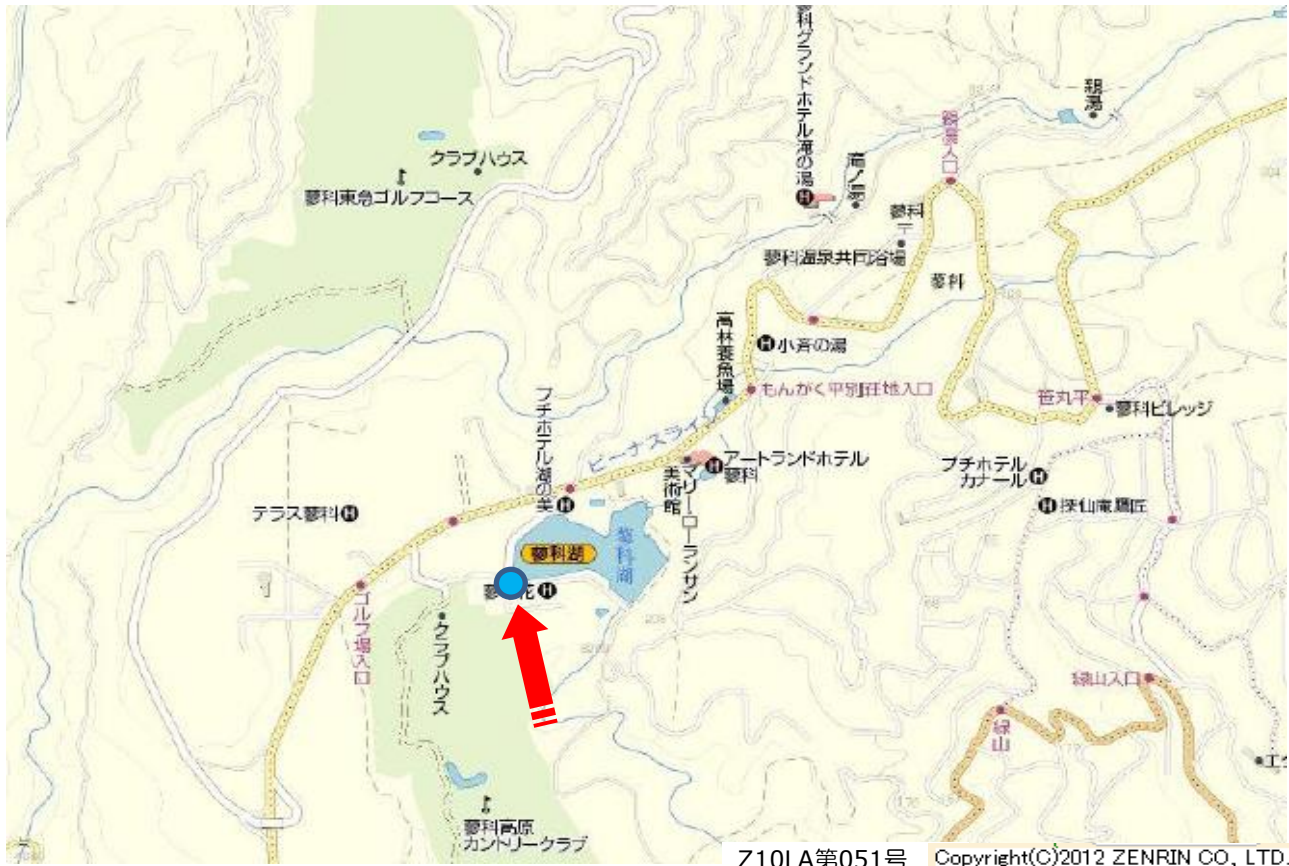 蓼科グランドホテル滝の湯
親湯
クラブハウス
蓼科東急ゴルフコース
滝ノ湯
親湯入口
蓼科
蓼科温泉共同浴場
蓼科
高林養魚場
小斉の湯
もんがく平別荘地入口
笹丸平
蓼科ビレッジ
プチホテル湖の美
ビーナスライン
アートランドホテル
蓼科
マリーローランサン
美術館
プチホテル
カナール
テラス蓼科
蓼科湖
蓼科湖
ゴルフ場入口
クラブハウス
緑山入口
緑山
蓼科高原
カントリークラブ
Z10LA第051号
Copyright(C)2012 ZENRIN CO., LTD.